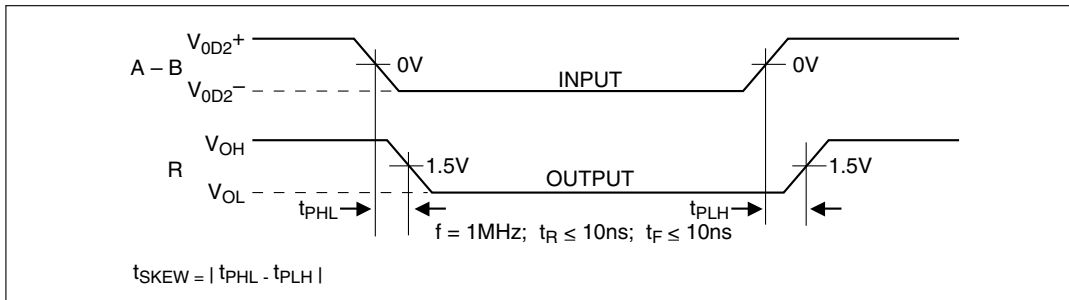 V0D2+
A – B
0V
0V
INPUT
V0D2–
VOH
R
1.5V
1.5V
OUTPUT
VOL
tPHL
tPLH
f = 1MHz; tR ≤ 10ns; tF ≤ 10ns
tSKEW = | tPHL - tPLH |